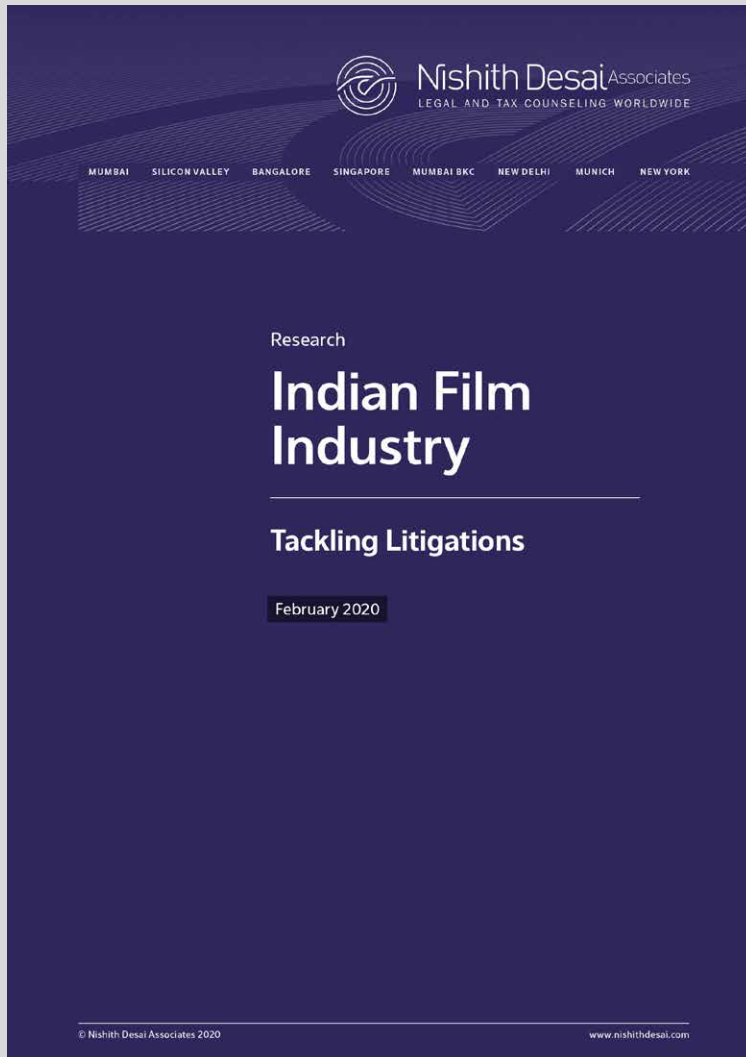 Nishith Desai Associates
LEGAL AND TAX COUNSELING WORLDWIDE
MUMBAI SILICON VALLEY BANGALORE SINGAPORE MUMBAI BKC NEW DELHI MUNICH NEW YORK
Research
Indian Film
Industry
Tackling Litigations
February 2020
© Nishith Desai Associates 2020 www.nishithdesai.com